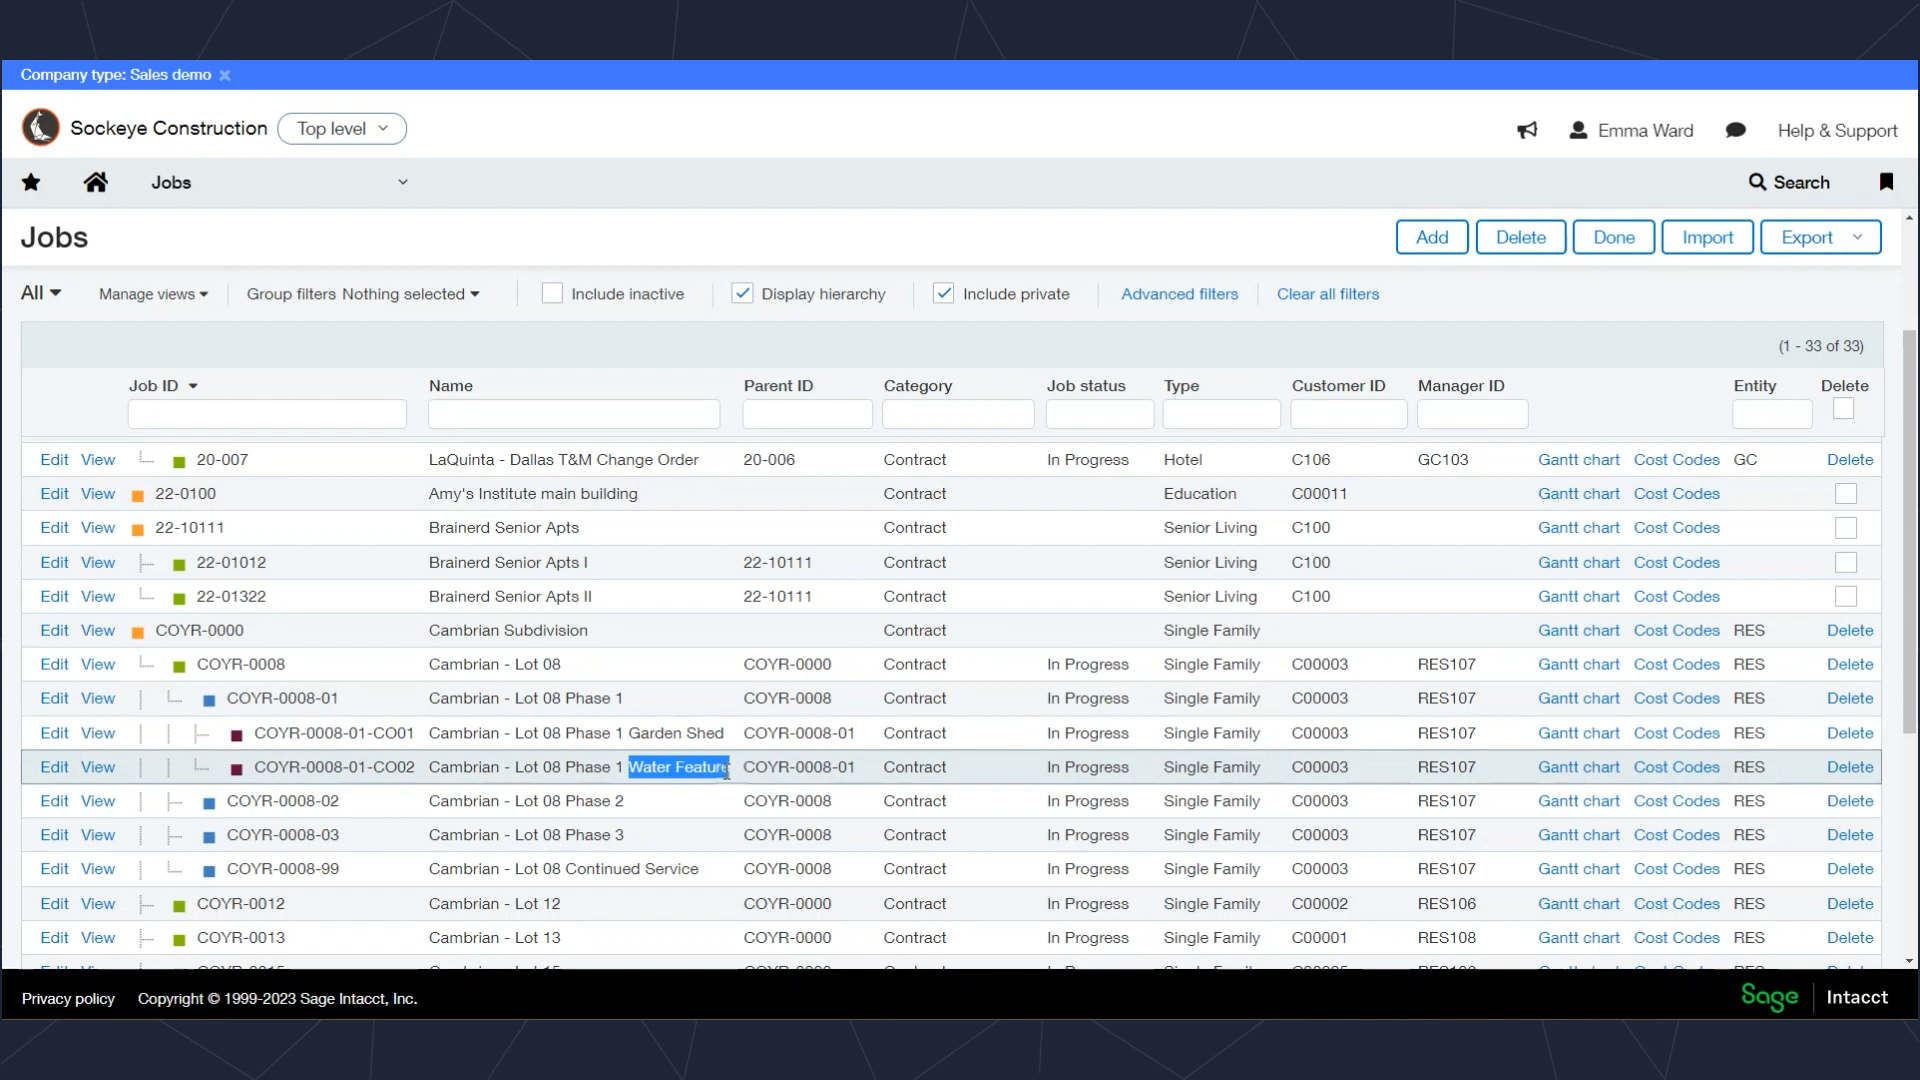 Company type: Sales demo
Sockeye Construction Top level Emma Ward Help & Support
Jobs Search
Jobs Add Delete Done Import Export
All Manage views Group filters Nothing selected Include inactive Display hierarchy Include private Advanced filters Clear all filters
(1 - 33 of 33)
Job ID Name Parent ID Category Job status Type Customer ID Manager ID Entity Delete
Edit View 20-007 LaQuinta - Dallas T&M Change Order 20-006 Contract In Progress Hotel C106 GC103 Gantt chart Cost Codes GC Delete
Edit View 22-0100 Amy's Institute main building Contract Education C00011 Gantt chart Cost Codes
Edit View 22-10111 Brainerd Senior Apts Contract Senior Living C100 Gantt chart Cost Codes
Edit View 22-01012 Brainerd Senior Apts I 22-10111 Contract Senior Living C100 Gantt chart Cost Codes
Edit View 22-01322 Brainerd Senior Apts II 22-10111 Contract Senior Living C100 Gantt chart Cost Codes
Edit View COYR-0000 Cambrian Subdivision Contract Single Family Gantt chart Cost Codes RES Delete
Edit View COYR-0008 Cambrian - Lot 08 COYR-0000 Contract In Progress Single Family C00003 RES107 Gantt chart Cost Codes RES Delete
Edit View COYR-0008-01 Cambrian - Lot 08 Phase 1 COYR-0008 Contract In Progress Single Family C00003 RES107 Gantt chart Cost Codes RES Delete
Edit View COYR-0008-01-CO01 Cambrian - Lot 08 Phase 1 Garden Shed COYR-0008-01 Contract In Progress Single Family C00003 RES107 Gantt chart Cost Codes RES Delete
Edit View COYR-0008-01-CO02 Cambrian - Lot 08 Phase 1 Water Feature COYR-0008-01 Contract In Progress Single Family C00003 RES107 Gantt chart Cost Codes RES Delete
Edit View COYR-0008-02 Cambrian - Lot 08 Phase 2 COYR-0008 Contract In Progress Single Family C00003 RES107 Gantt chart Cost Codes RES Delete
Edit View COYR-0008-03 Cambrian - Lot 08 Phase 3 COYR-0008 Contract In Progress Single Family C00003 RES107 Gantt chart Cost Codes RES Delete
Edit View COYR-0008-99 Cambrian - Lot 08 Continued Service COYR-0008 Contract In Progress Single Family C00003 RES107 Gantt chart Cost Codes RES Delete
Edit View COYR-0012 Cambrian - Lot 12 COYR-0000 Contract In Progress Single Family C00002 RES106 Gantt chart Cost Codes RES Delete
Edit View COYR-0013 Cambrian - Lot 13 COYR-0000 Contract In Progress Single Family C00001 RES108 Gantt chart Cost Codes RES Delete
Privacy policy Copyright © 1999-2023 Sage Intacct, Inc. Sage Intacct